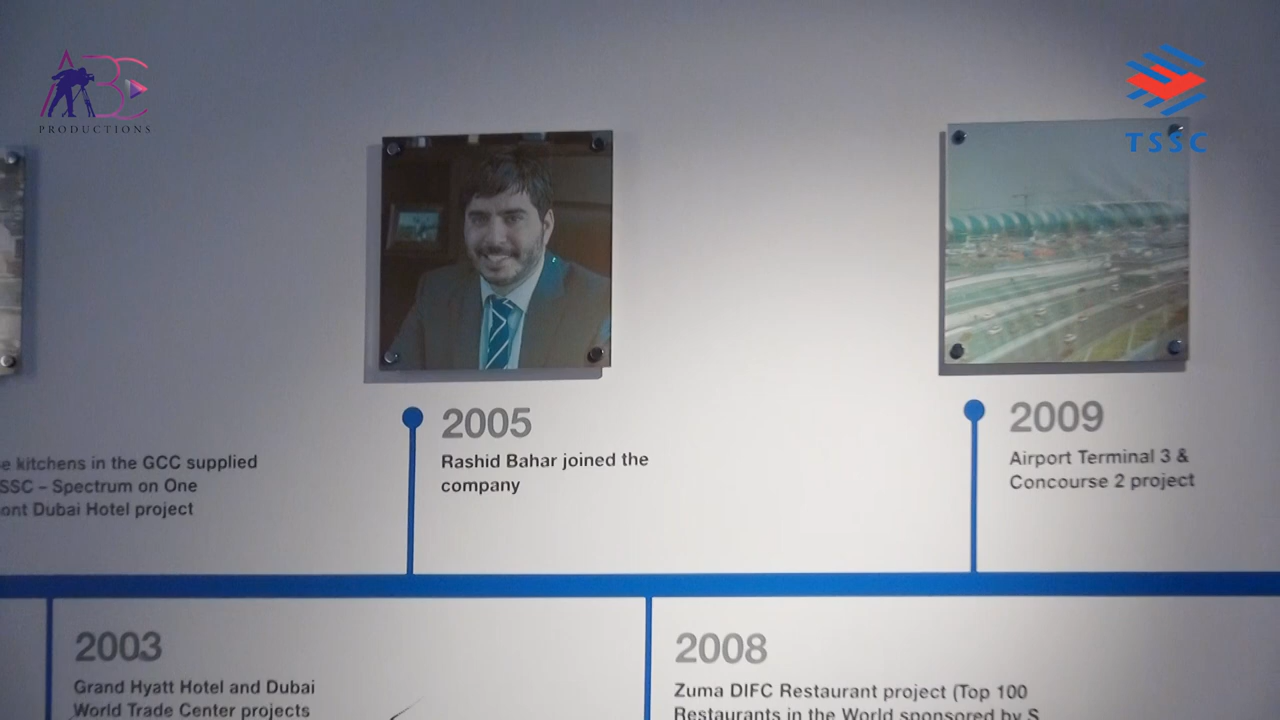 ABC
PRODUCTIONS
TSSC
e kitchens in the GCC supplied
SSC – Spectrum on One
ont Dubai Hotel project
2005
Rashid Bahar joined the
company
2009
Airport Terminal 3 &
Concourse 2 project
2003
Grand Hyatt Hotel and Dubai
World Trade Center projects
2008
Zuma DIFC Restaurant project (Top 100
Restaurants in the World sponsored by S